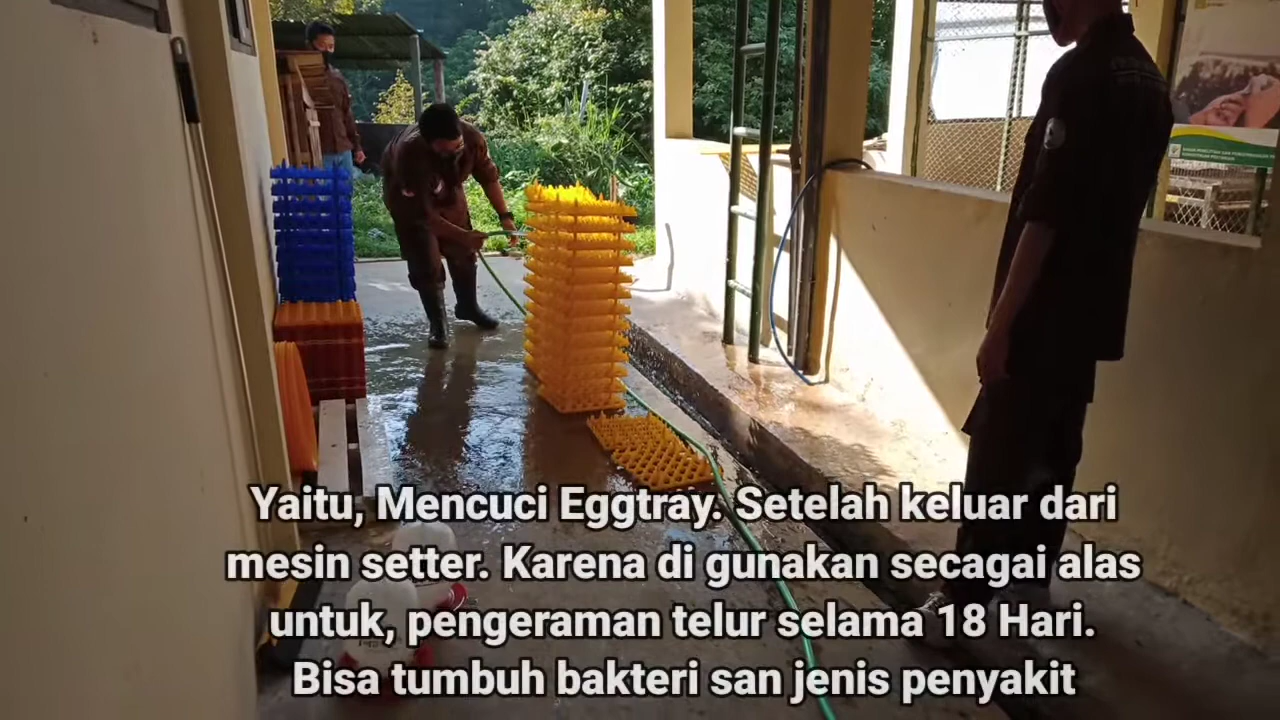 Yaitu, Mencuci Eggtray. Setelah keluar dari
mesin setter. Karena di gunakan secagai alas
untuk, pengeraman telur selama 18 Hari.
Bisa tumbuh bakteri san jenis penyakit